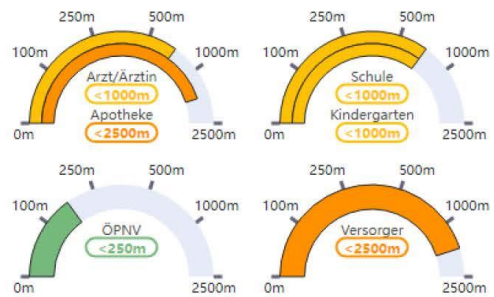 250m 500m
100m 1000m
Arzt/Ärztin
<1000m
Apotheke
<2500m
0m 2500m
250m 500m
100m 1000m
Schule
<1000m
Kindergarten
<1000m
0m 2500m
250m 500m
100m 1000m
ÖPNV
<250m
0m 2500m
250m 500m
100m 1000m
Versorger
<2500m
0m 2500m